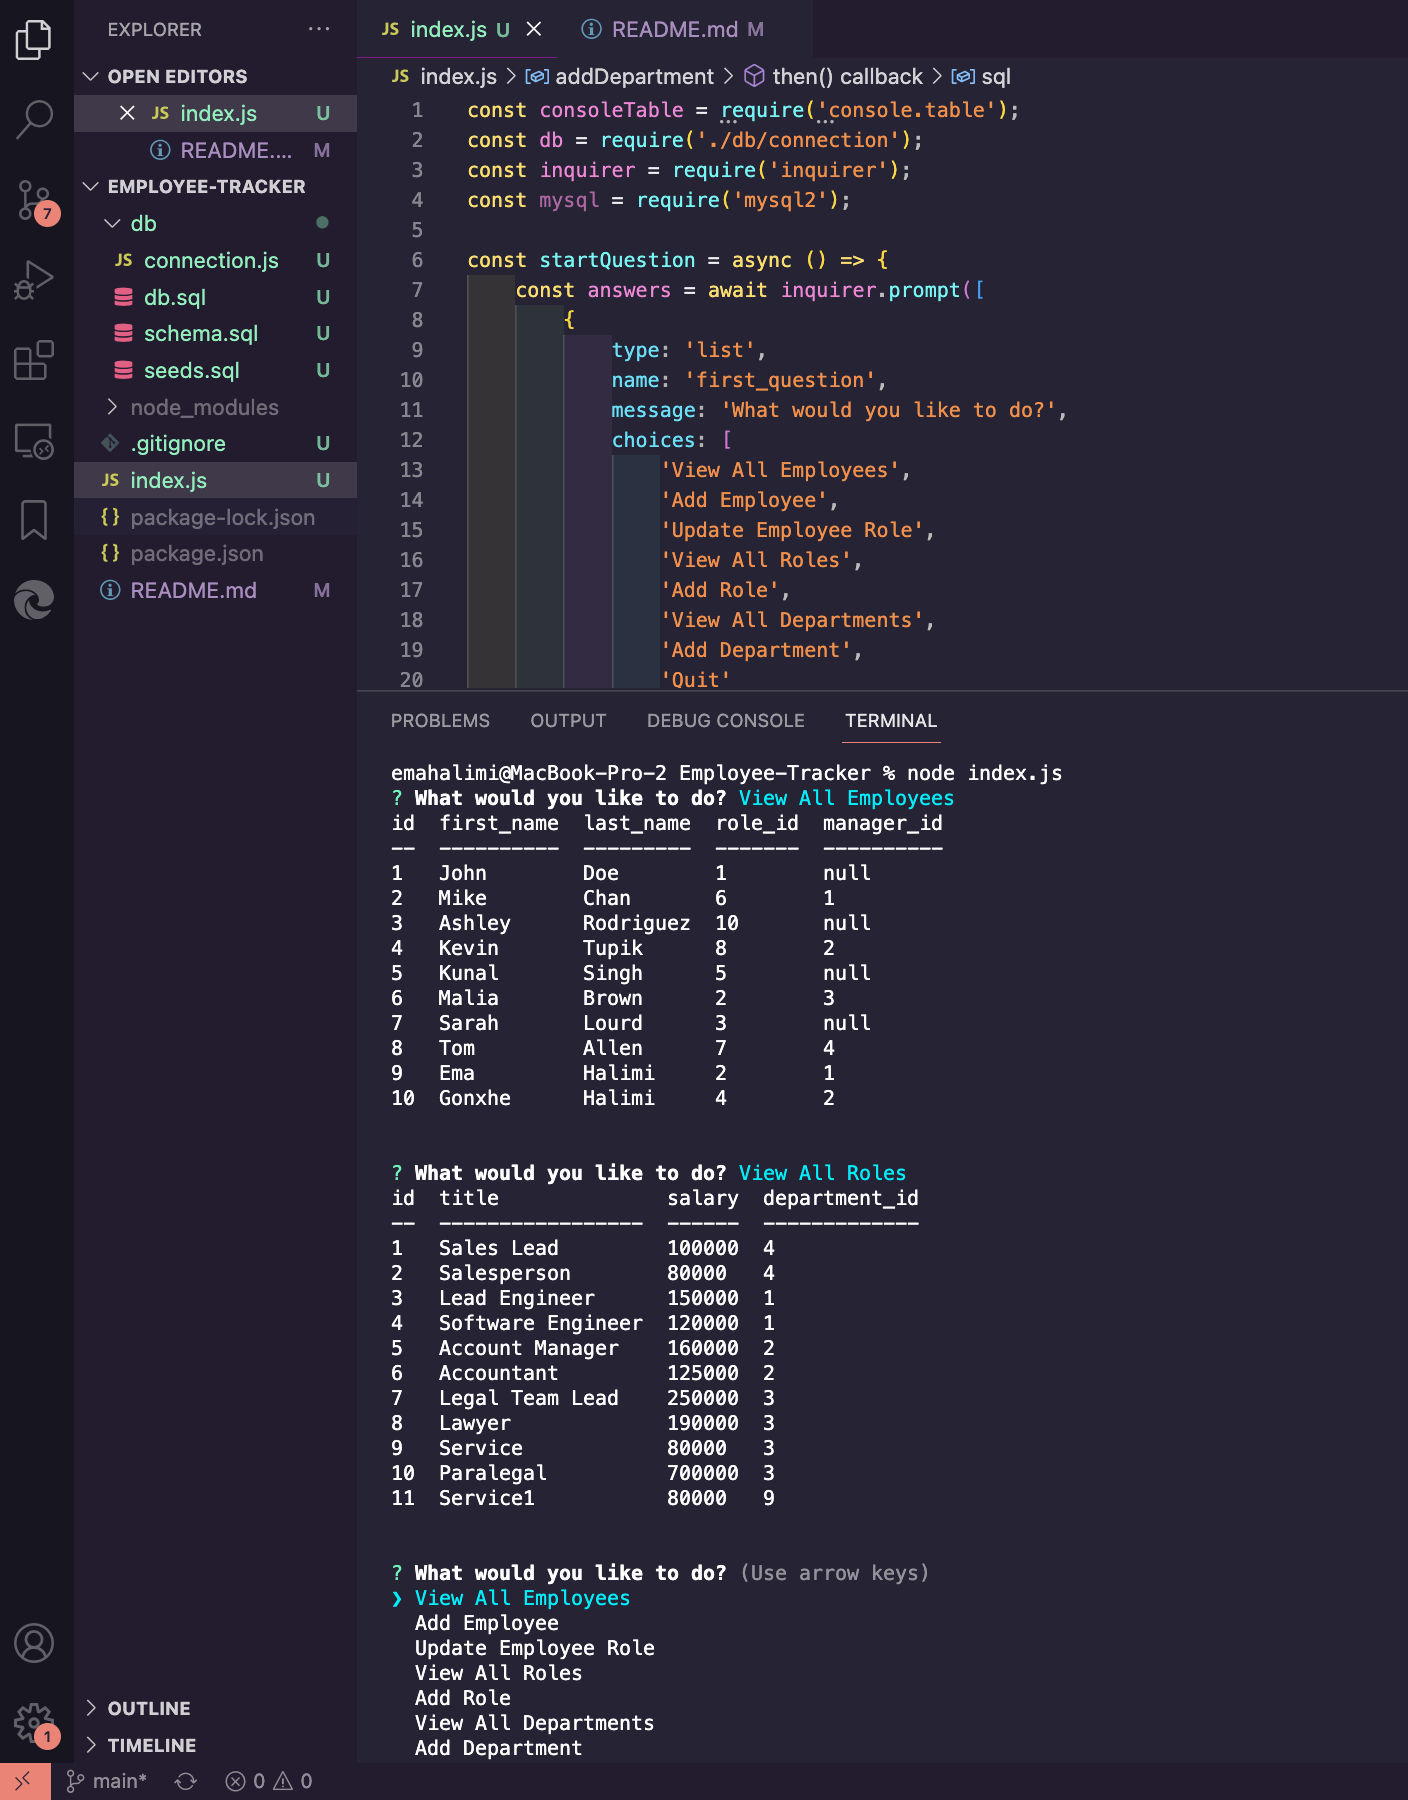 EXPLORER ...
OPEN EDITORS
JS index.js U
README.... M
EMPLOYEE-TRACKER
db
JS connection.js U
db.sql U
schema.sql U
seeds.sql U
node_modules
.gitignore U
JS index.js U
{} package-lock.json
{} package.json
README.md M
OUTLINE
TIMELINE
7
1
JS index.js U
README.md M
JS index.js > addDepartment > then() callback > sql
1 const consoleTable = require('console.table');
2 const db = require('./db/connection');
3 const inquirer = require('inquirer');
4 const mysql = require('mysql2');
5
6 const startQuestion = async () => {
7 const answers = await inquirer.prompt([
8 {
9 type: 'list',
10 name: 'first_question',
11 message: 'What would you like to do?',
12 choices: [
13 'View All Employees',
14 'Add Employee',
15 'Update Employee Role',
16 'View All Roles',
17 'Add Role',
18 'View All Departments',
19 'Add Department',
20 'Quit'
PROBLEMS OUTPUT DEBUG CONSOLE TERMINAL
emahalimi@MacBook-Pro-2 Employee-Tracker % node index.js
? What would you like to do? View All Employees
id first_name last_name role_id manager_id
-- ---------- --------- ------- ----------
1 John Doe 1 null
2 Mike Chan 6 1
3 Ashley Rodriguez 10 null
4 Kevin Tupik 8 2
5 Kunal Singh 5 null
6 Malia Brown 2 3
7 Sarah Lourd 3 null
8 Tom Allen 7 4
9 Ema Halimi 2 1
10 Gonxhe Halimi 4 2
? What would you like to do? View All Roles
id title salary department_id
-- ----------------- ------ -------------
1 Sales Lead 100000 4
2 Salesperson 80000 4
3 Lead Engineer 150000 1
4 Software Engineer 120000 1
5 Account Manager 160000 2
6 Accountant 125000 2
7 Legal Team Lead 250000 3
8 Lawyer 190000 3
9 Service 80000 3
10 Paralegal 700000 3
11 Service1 80000 9
? What would you like to do? (Use arrow keys)
❯ View All Employees
Add Employee
Update Employee Role
View All Roles
Add Role
View All Departments
Add Department
main* 0 0